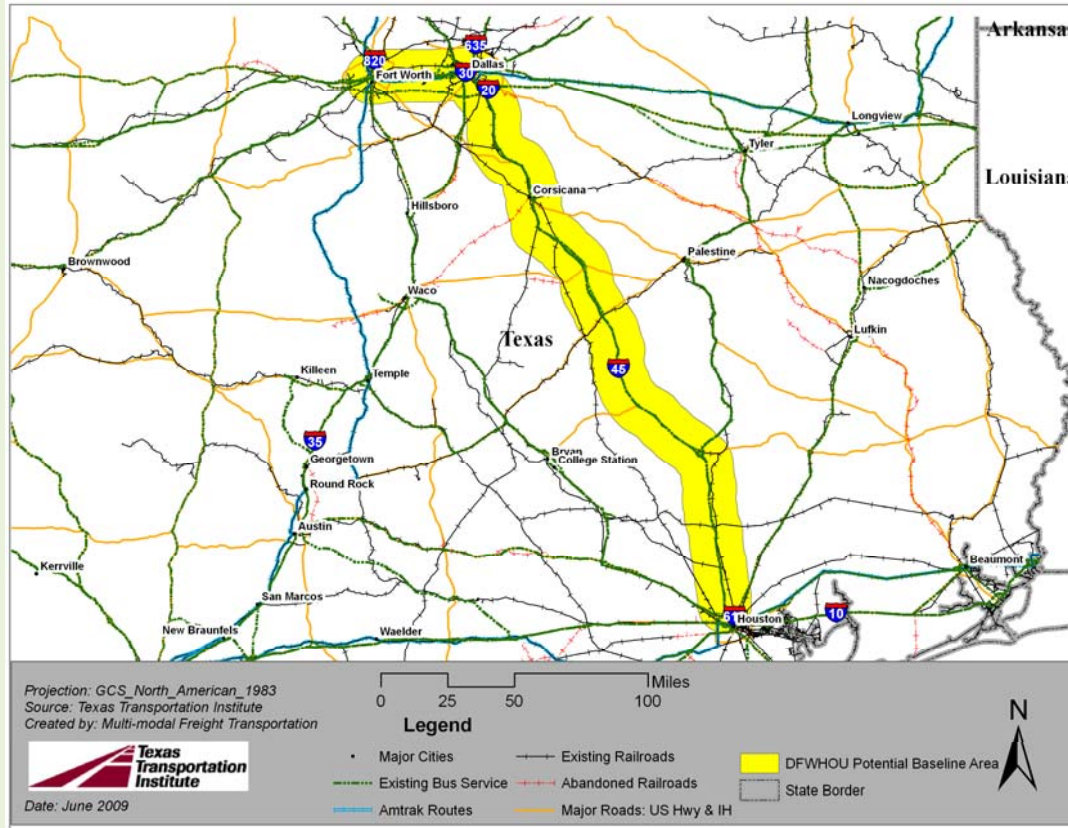 Arkansa
635
820
Dallas
Fort Worth
30
20
Longview
Tyler
Louisiana
Corsicana
Hillsboro
Palestine
Brownwood
Nacogdoches
Waco
Lufkin
Texas
45
Killeen
Temple
35
Bryan
Georgetown
College Station
Round Rock
Austin
Beaumont
Kerrville
San Marcos
10
Houston
New Braunfels
Waelder
Projection: GCS_North_American_1983
Source: Texas Transportation Institute
Created by: Multi-modal Freight Transportation
Texas
Transportation
Institute
Date: June 2009
Miles
0 25 50 100
Legend
Major Cities
Existing Bus Service
Amtrak Routes
Existing Railroads
Abandoned Railroads
Major Roads: US Hwy & IH
DFWHOU Potential Baseline Area
State Border
N